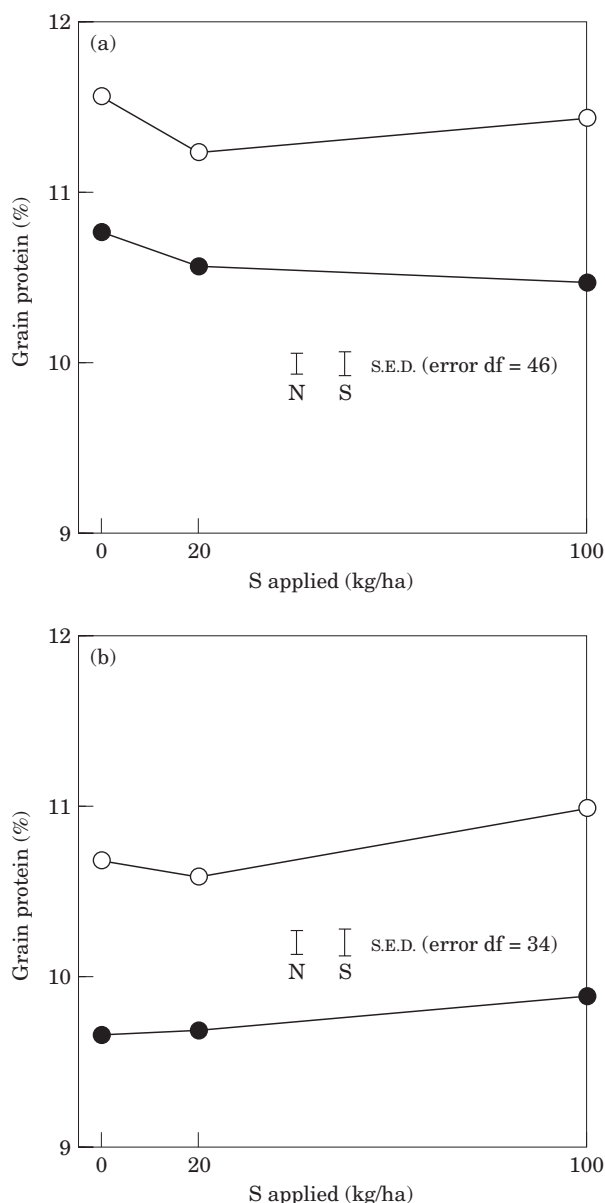 12
(a)
11
Grain protein (%)
10
N S S.E.D. (error df = 46)
9
0 20 100
S applied (kg/ha)
12
(b)
11
Grain protein (%)
10
N S S.E.D. (error df = 34)
9
0 20 100
S applied (kg/ha)